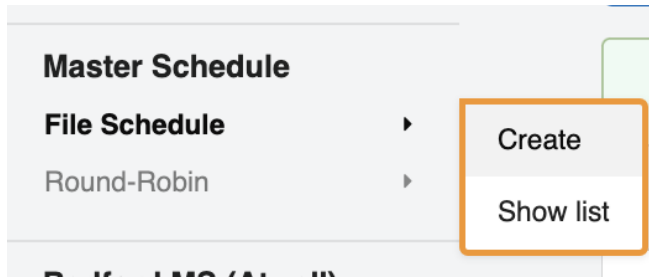 Master Schedule
File Schedule
Round-Robin
Create
Show list